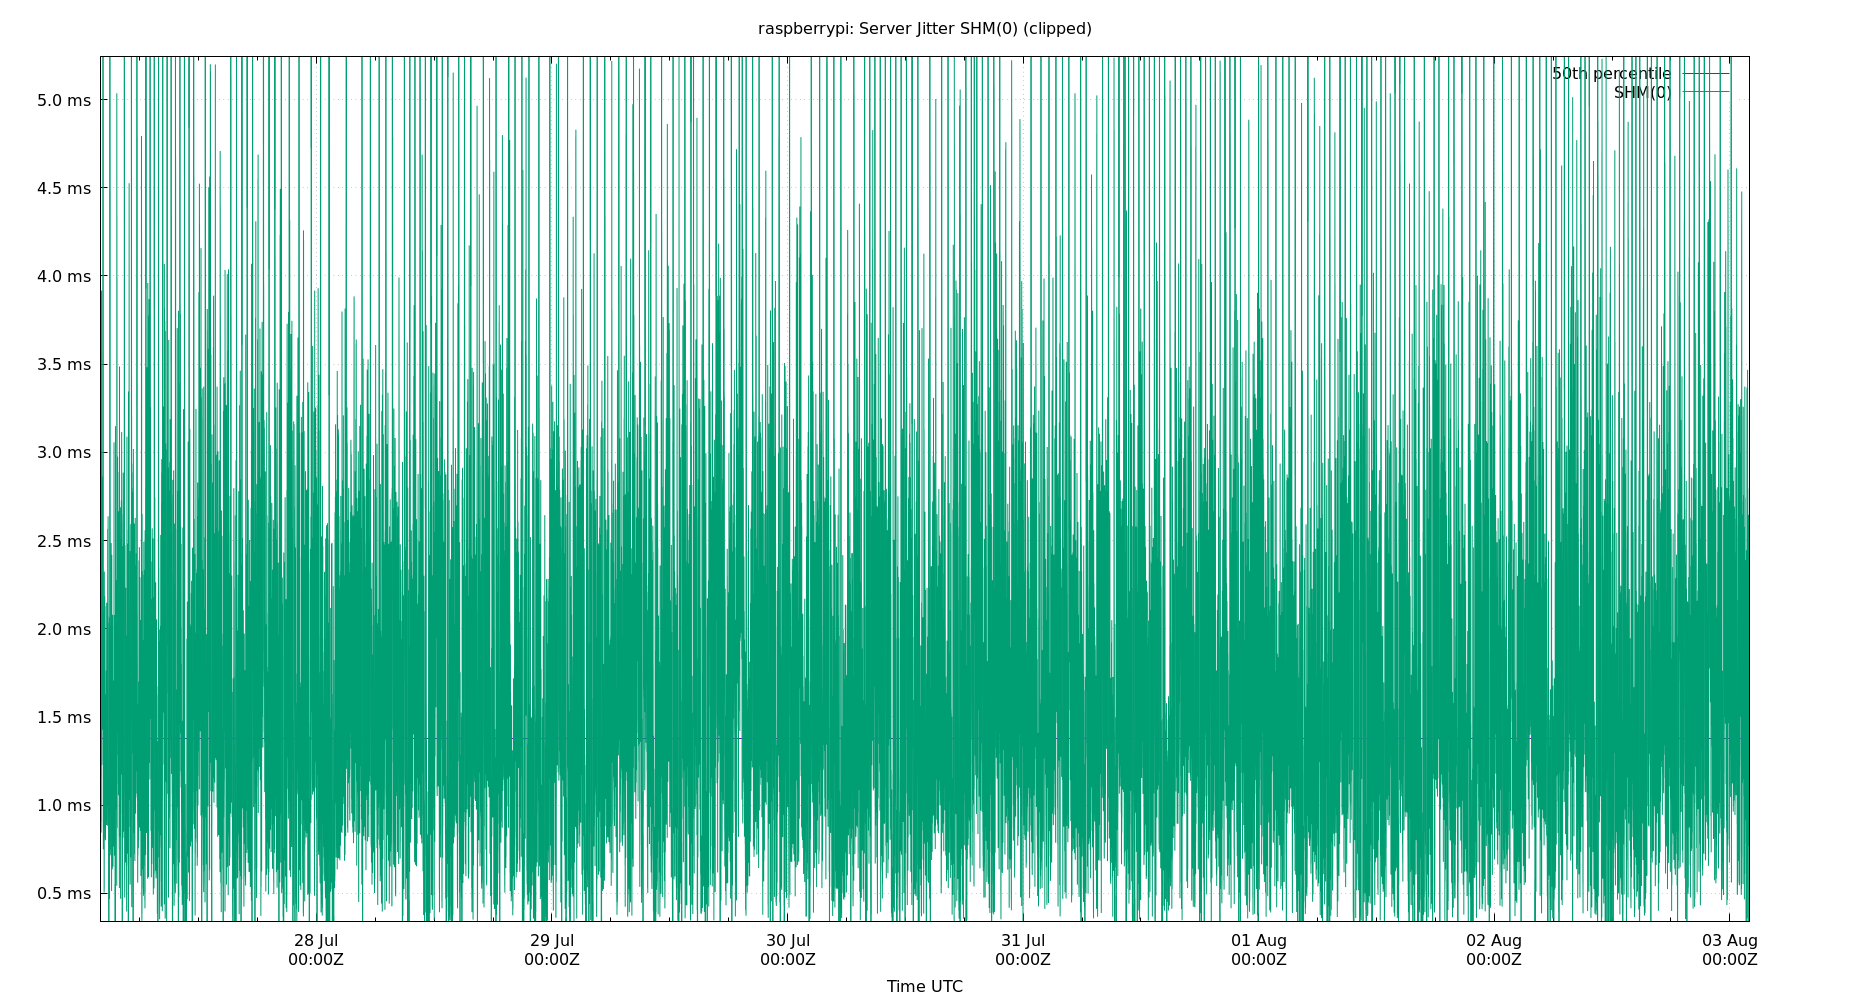 raspberrypi: Server Jitter SHM(0) (clipped)
50th percentile
SHM(0)
5.0 ms
4.5 ms
4.0 ms
3.5 ms
3.0 ms
2.5 ms
2.0 ms
1.5 ms
1.0 ms
0.5 ms
28 Jul 29 Jul 30 Jul 31 Jul 01 Aug 02 Aug 03 Aug
00:00Z 00:00Z 00:00Z 00:00Z 00:00Z 00:00Z 00:00Z
Time UTC